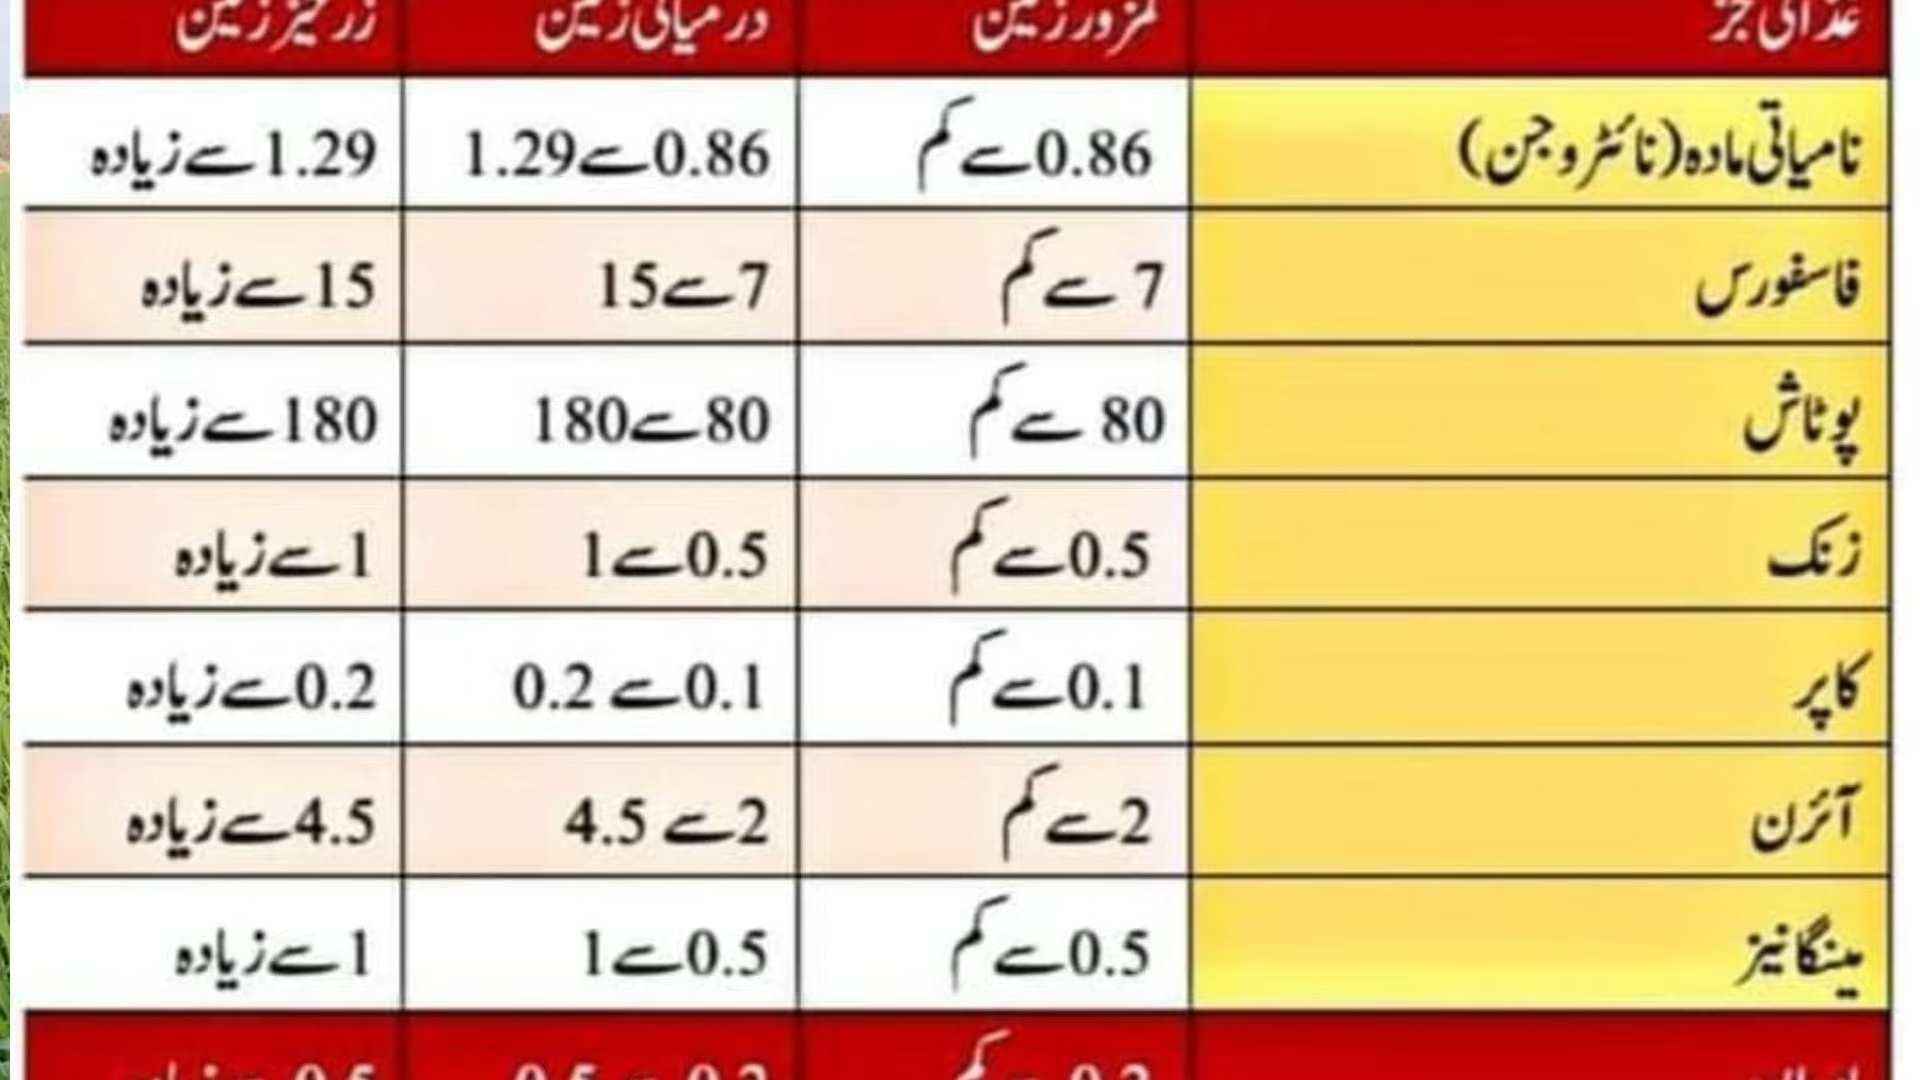 غذائی جز کمزور زمین درمیانی زمین زرخیز زمین
نامیاتی مادہ (نائٹروجن) 0.86 سے کم 0.86 سے 1.29 1.29 سے زیادہ
فاسفورس 7 سے کم 7 سے 15 15 سے زیادہ
پوٹاش 80 سے کم 80 سے 180 180 سے زیادہ
زنک 0.5 سے کم 0.5 سے 1 1 سے زیادہ
کاپر 0.1 سے کم 0.1 سے 0.2 0.2 سے زیادہ
آئرن 2 سے کم 2 سے 4.5 4.5 سے زیادہ
مینگانیز 0.5 سے کم 0.5 سے 1 1 سے زیادہ